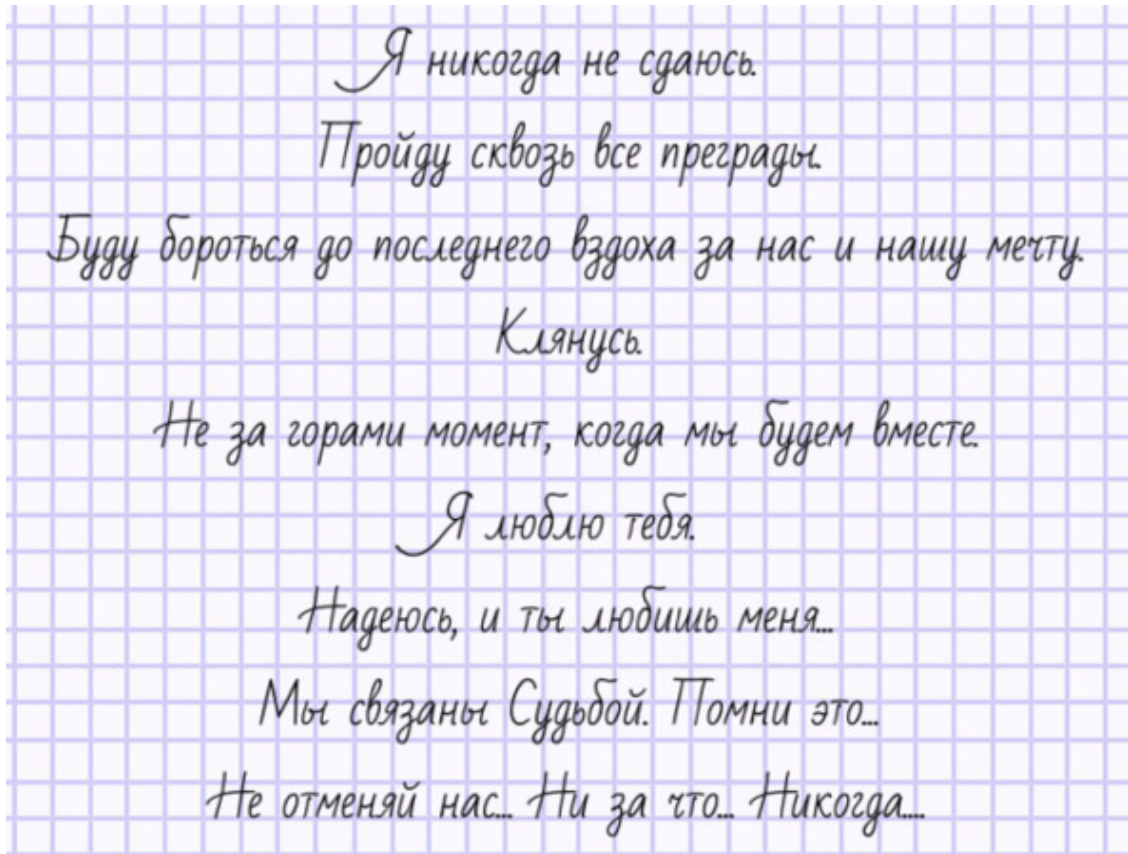 Я никогда не сдаюсь.
Пройду сквозь все преграды.
Буду бороться до последнего вздоха за нас и нашу мечту.
Клянусь.
Не за горами момент, когда мы будем вместе.
Я люблю тебя.
Надеюсь, и ты любишь меня...
Мы связаны Судьбой. Помни это...
Не отменяй нас... Ни за что... Никогда....